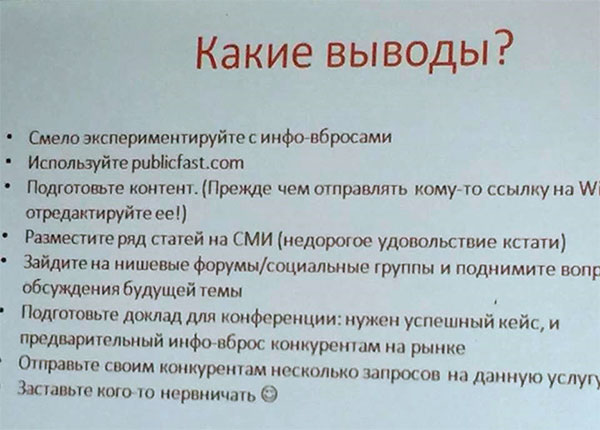 Какие выводы?
• Смело экспериментируйте с инфо-вбросами
• Используйте publicfast.com
• Подготовьте контент. (Прежде чем отправлять кому-то ссылку на Wi
отредактируйте ее!)
• Разместите ряд статей на СМИ (недорогое удовольствие кстати)
• Зайдите на нишевые форумы/социальные группы и поднимите вопр
обсуждения будущей темы
• Подготовьте доклад для конференции: нужен успешный кейс, и
предварительный инфо-вброс конкурентам на рынке
• Отправьте своим конкурентам несколько запросов на данную услугу
Заставьте кого-то нервничать ☺